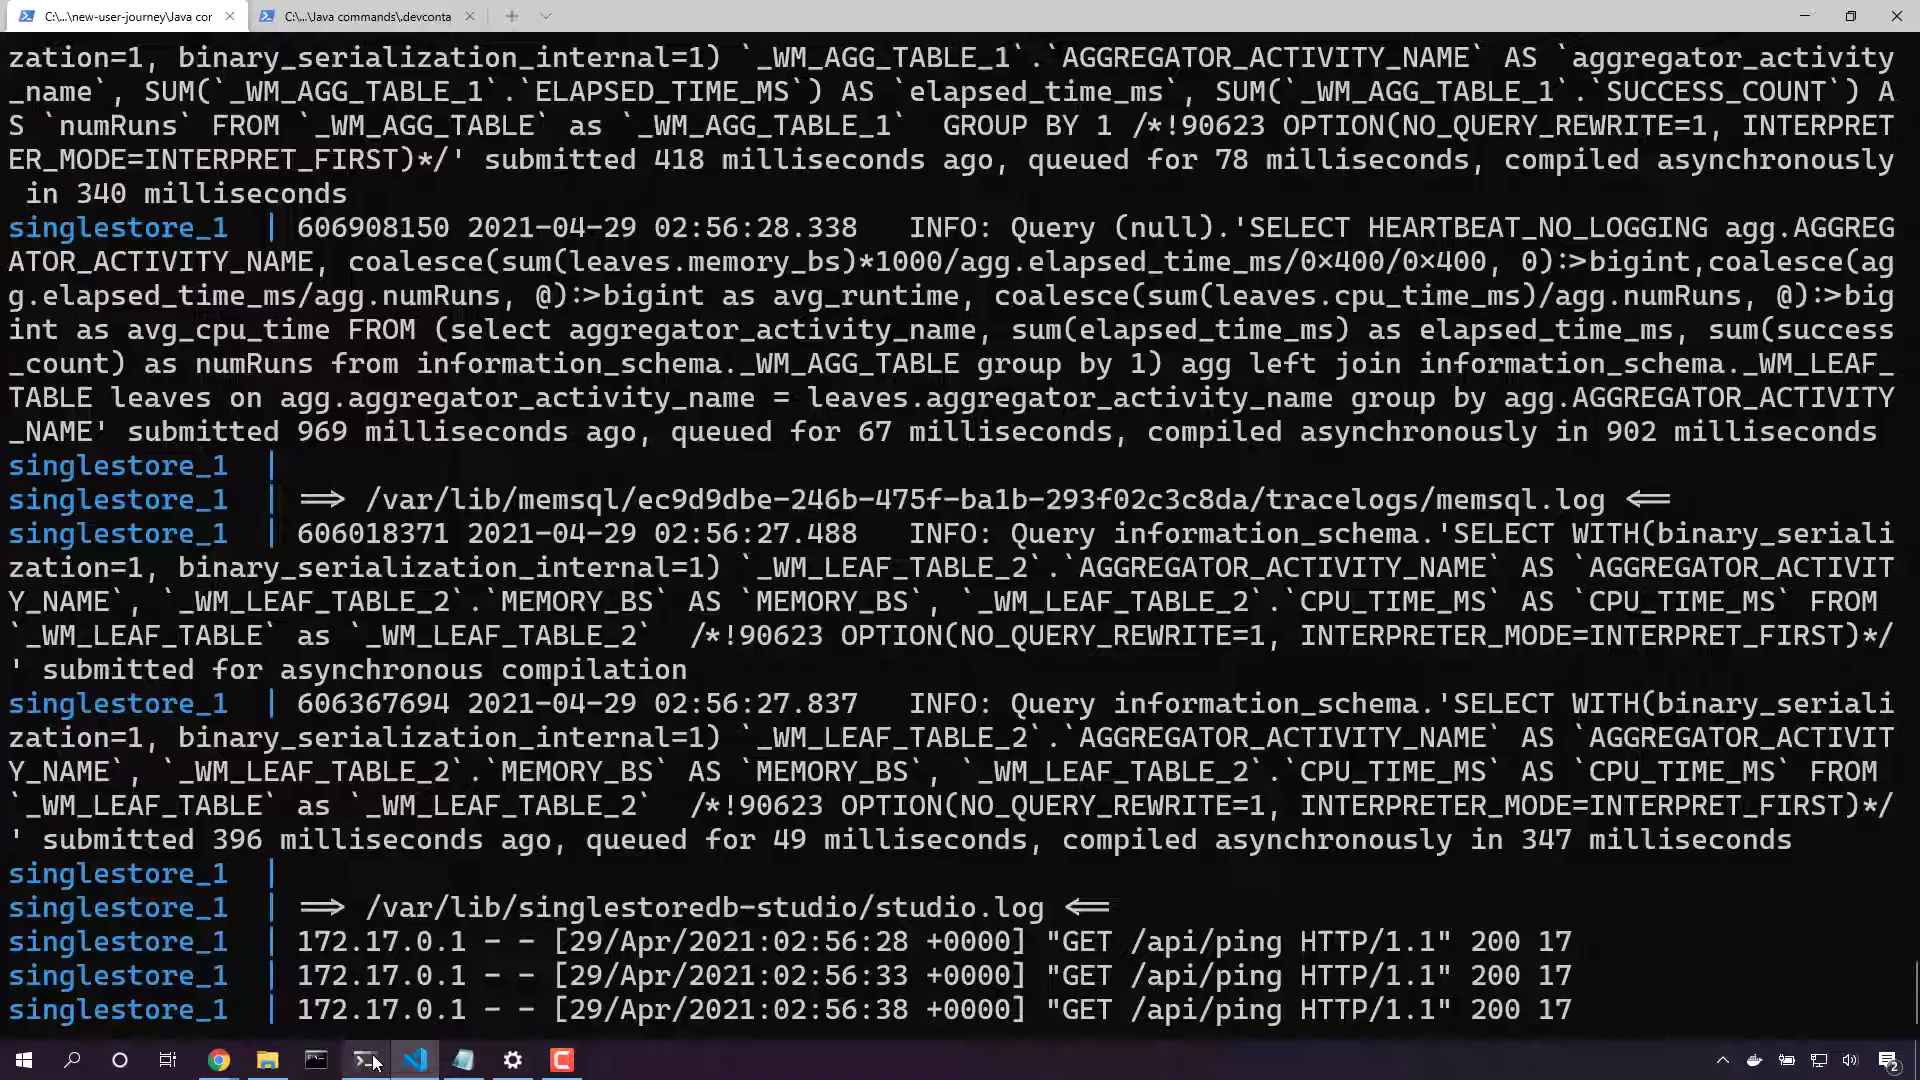 C:\...\new-user-journey\Java cor
C:\...\Java commands\.devconta
zation=1, binary_serialization_internal=1) `_WM_AGG_TABLE_1`.`AGGREGATOR_ACTIVITY_NAME` AS `aggregator_activity
_name`, SUM(`_WM_AGG_TABLE_1`.`ELAPSED_TIME_MS`) AS `elapsed_time_ms`, SUM(`_WM_AGG_TABLE_1`.`SUCCESS_COUNT`) A
S `numRuns` FROM `_WM_AGG_TABLE` as `_WM_AGG_TABLE_1`  GROUP BY 1 /*!90623 OPTION(NO_QUERY_REWRITE=1, INTERPRET
ER_MODE=INTERPRET_FIRST)*/' submitted 418 milliseconds ago, queued for 78 milliseconds, compiled asynchronously
 in 340 milliseconds
singlestore_1  | 606908150 2021-04-29 02:56:28.338   INFO: Query (null).'SELECT HEARTBEAT_NO_LOGGING agg.AGGREG
ATOR_ACTIVITY_NAME, coalesce(sum(leaves.memory_bs)*1000/agg.elapsed_time_ms/0×400/0×400, 0):>bigint,coalesce(ag
g.elapsed_time_ms/agg.numRuns, @):>bigint as avg_runtime, coalesce(sum(leaves.cpu_time_ms)/agg.numRuns, @):>big
int as avg_cpu_time FROM (select aggregator_activity_name, sum(elapsed_time_ms) as elapsed_time_ms, sum(success
_count) as numRuns from information_schema._WM_AGG_TABLE group by 1) agg left join information_schema._WM_LEAF_
TABLE leaves on agg.aggregator_activity_name = leaves.aggregator_activity_name group by agg.AGGREGATOR_ACTIVITY
_NAME' submitted 969 milliseconds ago, queued for 67 milliseconds, compiled asynchronously in 902 milliseconds
singlestore_1  |
singlestore_1  | ==> /var/lib/memsql/ec9d9dbe-246b-475f-ba1b-293f02c3c8da/tracelogs/memsql.log <==
singlestore_1  | 606018371 2021-04-29 02:56:27.488   INFO: Query information_schema.'SELECT WITH(binary_seriali
zation=1, binary_serialization_internal=1) `_WM_LEAF_TABLE_2`.`AGGREGATOR_ACTIVITY_NAME` AS `AGGREGATOR_ACTIVIT
Y_NAME`, `_WM_LEAF_TABLE_2`.`MEMORY_BS` AS `MEMORY_BS`, `_WM_LEAF_TABLE_2`.`CPU_TIME_MS` AS `CPU_TIME_MS` FROM
`_WM_LEAF_TABLE` as `_WM_LEAF_TABLE_2`  /*!90623 OPTION(NO_QUERY_REWRITE=1, INTERPRETER_MODE=INTERPRET_FIRST)*/
' submitted for asynchronous compilation
singlestore_1  | 606367694 2021-04-29 02:56:27.837   INFO: Query information_schema.'SELECT WITH(binary_seriali
zation=1, binary_serialization_internal=1) `_WM_LEAF_TABLE_2`.`AGGREGATOR_ACTIVITY_NAME` AS `AGGREGATOR_ACTIVIT
Y_NAME`, `_WM_LEAF_TABLE_2`.`MEMORY_BS` AS `MEMORY_BS`, `_WM_LEAF_TABLE_2`.`CPU_TIME_MS` AS `CPU_TIME_MS` FROM
`_WM_LEAF_TABLE` as `_WM_LEAF_TABLE_2`  /*!90623 OPTION(NO_QUERY_REWRITE=1, INTERPRETER_MODE=INTERPRET_FIRST)*/
' submitted 396 milliseconds ago, queued for 49 milliseconds, compiled asynchronously in 347 milliseconds
singlestore_1  |
singlestore_1  | ==> /var/lib/singlestoredb-studio/studio.log <==
singlestore_1  | 172.17.0.1 - - [29/Apr/2021:02:56:28 +0000] "GET /api/ping HTTP/1.1" 200 17
singlestore_1  | 172.17.0.1 - - [29/Apr/2021:02:56:33 +0000] "GET /api/ping HTTP/1.1" 200 17
singlestore_1  | 172.17.0.1 - - [29/Apr/2021:02:56:38 +0000] "GET /api/ping HTTP/1.1" 200 17
2